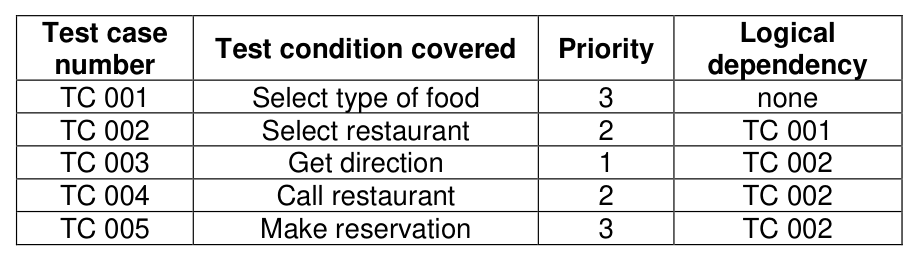 Test case number Test condition covered Priority Logical dependency
TC 001 Select type of food 3 none
TC 002 Select restaurant 2 TC 001
TC 003 Get direction 1 TC 002
TC 004 Call restaurant 2 TC 002
TC 005 Make reservation 3 TC 002